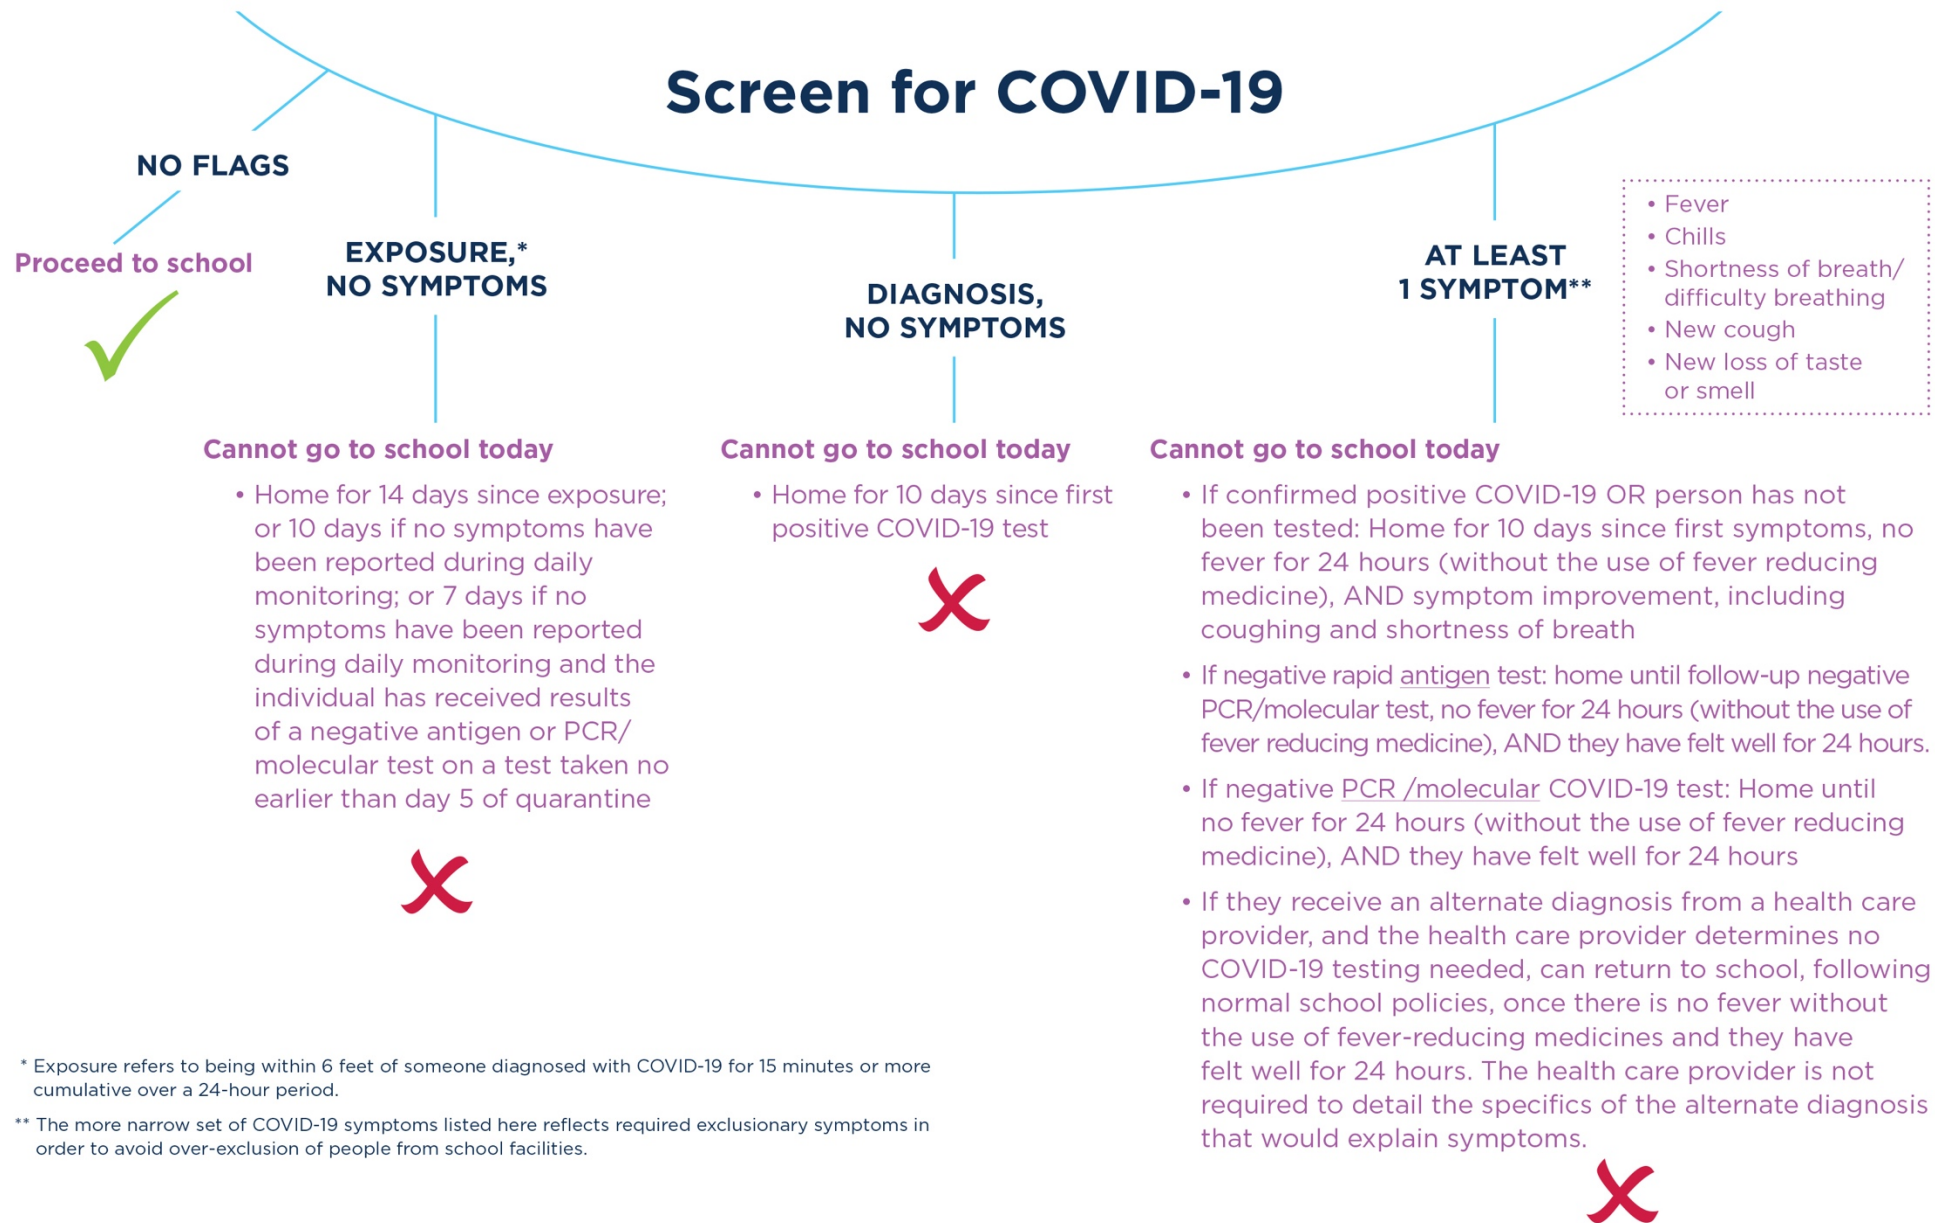 Screen for COVID-19
NO FLAGS
Proceed to school
EXPOSURE,*
NO SYMPTOMS
Cannot go to school today
• Home for 14 days since exposure;
or 10 days if no symptoms have
been reported during daily
monitoring; or 7 days if no
symptoms have been reported
during daily monitoring and the
individual has received results
of a negative antigen or PCR/
molecular test on a test taken no
earlier than day 5 of quarantine
DIAGNOSIS,
NO SYMPTOMS
Cannot go to school today
• Home for 10 days since first
positive COVID-19 test
AT LEAST
1 SYMPTOM**
• Fever
• Chills
• Shortness of breath/
difficulty breathing
• New cough
• New loss of taste
or smell
Cannot go to school today
• If confirmed positive COVID-19 OR person has not
been tested: Home for 10 days since first symptoms, no
fever for 24 hours (without the use of fever reducing
medicine), AND symptom improvement, including
coughing and shortness of breath
• If negative rapid antigen test: home until follow-up negative
PCR/molecular test, no fever for 24 hours (without the use of
fever reducing medicine), AND they have felt well for 24 hours.
• If negative PCR /molecular COVID-19 test: Home until
no fever for 24 hours (without the use of fever reducing
medicine), AND they have felt well for 24 hours
• If they receive an alternate diagnosis from a health care
provider, and the health care provider determines no
COVID-19 testing needed, can return to school, following
normal school policies, once there is no fever without
the use of fever-reducing medicines and they have
felt well for 24 hours. The health care provider is not
required to detail the specifics of the alternate diagnosis
that would explain symptoms.
* Exposure refers to being within 6 feet of someone diagnosed with COVID-19 for 15 minutes or more
cumulative over a 24-hour period.
** The more narrow set of COVID-19 symptoms listed here reflects required exclusionary symptoms in
order to avoid over-exclusion of people from school facilities.